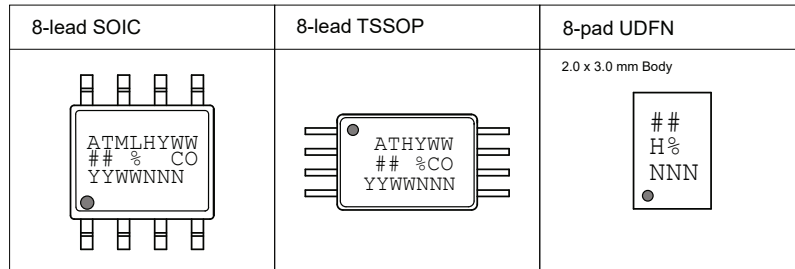 8-lead SOIC
8-lead TSSOP
8-pad UDFN
2.0 x 3.0 mm Body
ATMLHYWW
## % CO
YYWWNNN
ATHYWW
## %CO
YYWWNNN
##
H%
NNN